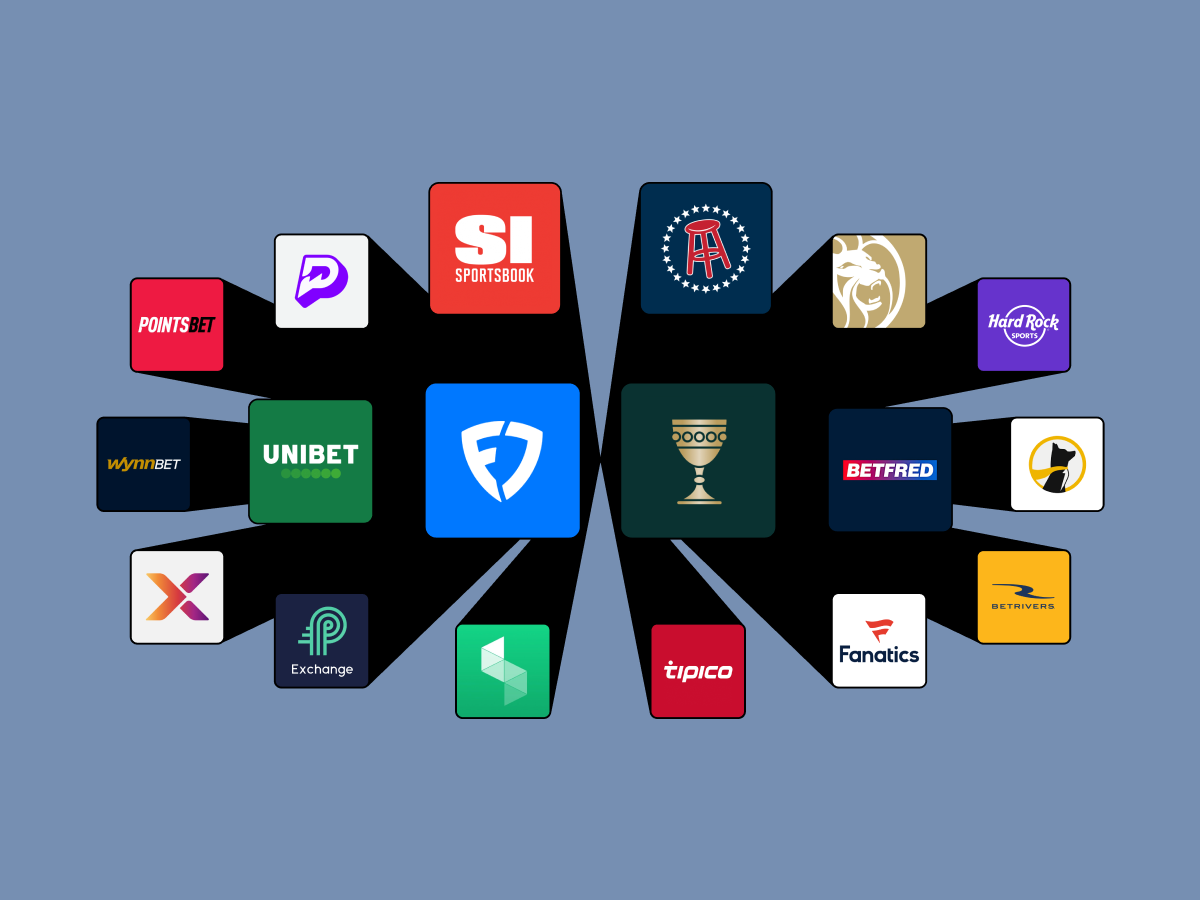 SI
SPORTSBOOK
POINTSBET
Hard Rock
SPORTS
wynnBET
UNIBET
BETFRED
BETRIVERS
Exchange
tipico
Fanatics